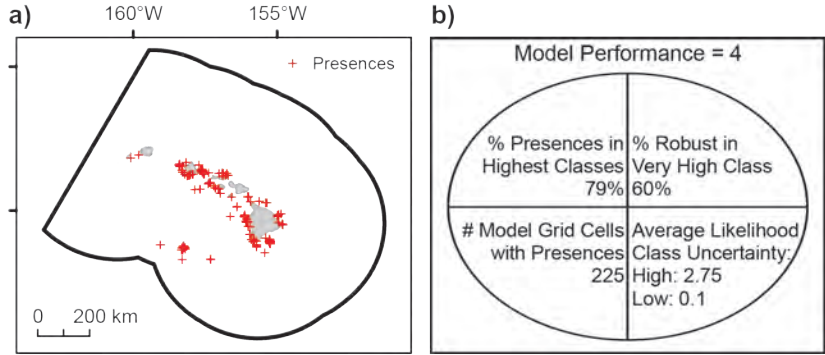 a)
160°W 155°W
+ Presences
0 200 km
b)
Model Performance = 4
% Presences in
Highest Classes
79%
% Robust in
Very High Class
60%
# Model Grid Cells
with Presences
225
Average Likelihood
Class Uncertainty:
High: 2.75
Low: 0.1